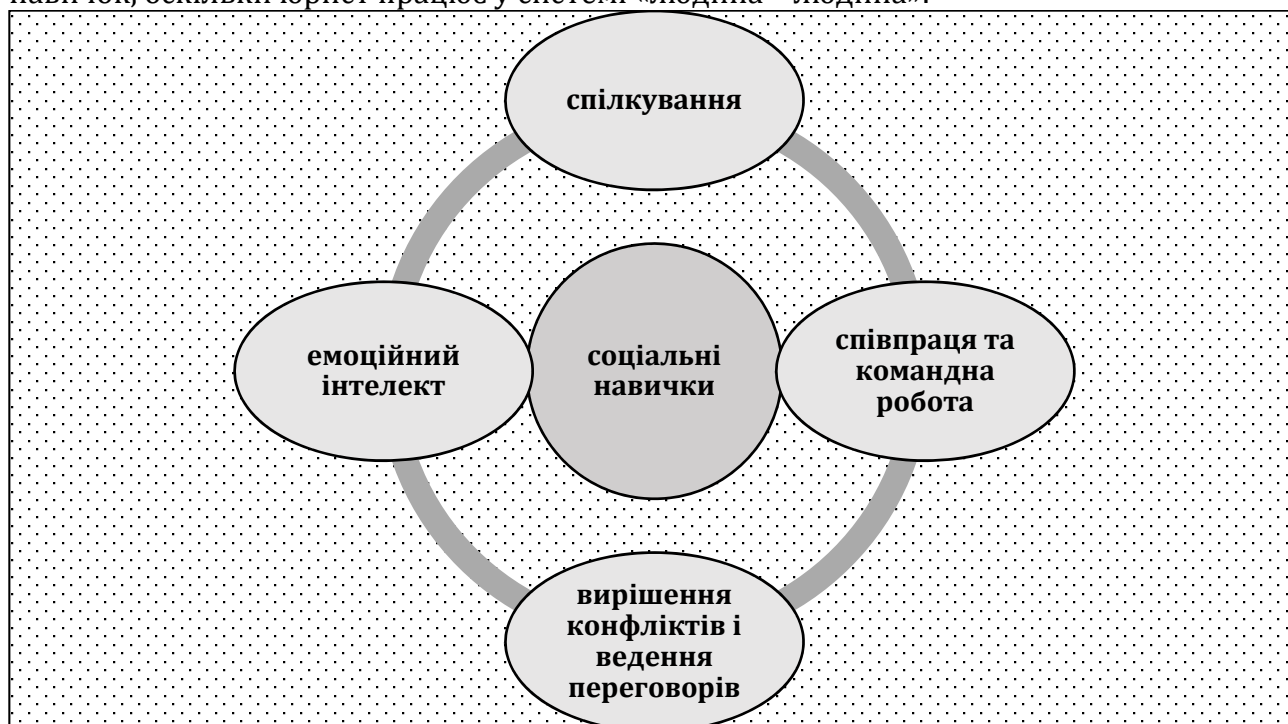 навичок, оскільки юрист працює у системі «людина – людина».
спілкування
емоційний
інтелект
соціальні
навички
співпраця та
командна
робота
вирішення
конфліктів і
ведення
переговорів